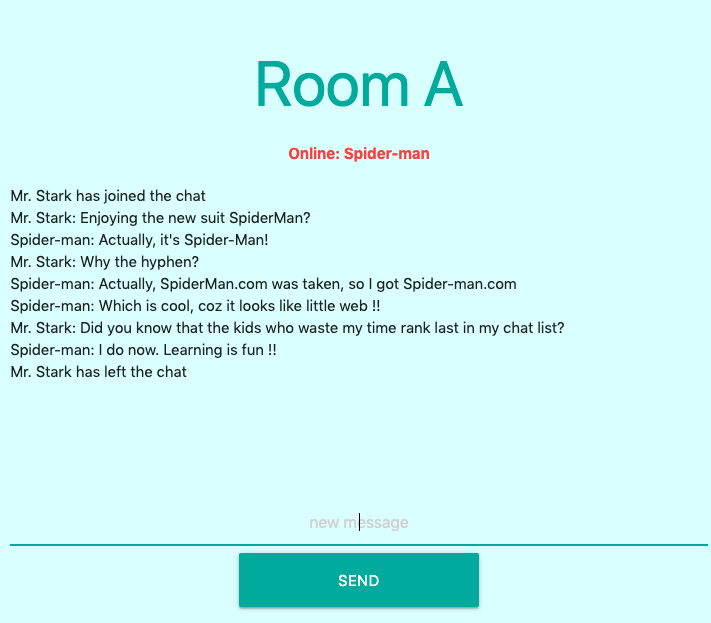 Room A
Online: Spider-man
Mr. Stark has joined the chat
Mr. Stark: Enjoying the new suit SpiderMan?
Spider-man: Actually, it's Spider-Man!
Mr. Stark: Why the hyphen?
Spider-man: Actually, SpiderMan.com was taken, so I got Spider-man.com
Spider-man: Which is cool, coz it looks like little web !!
Mr. Stark: Did you know that the kids who waste my time rank last in my chat list?
Spider-man: I do now. Learning is fun !!
Mr. Stark has left the chat
new message
SEND